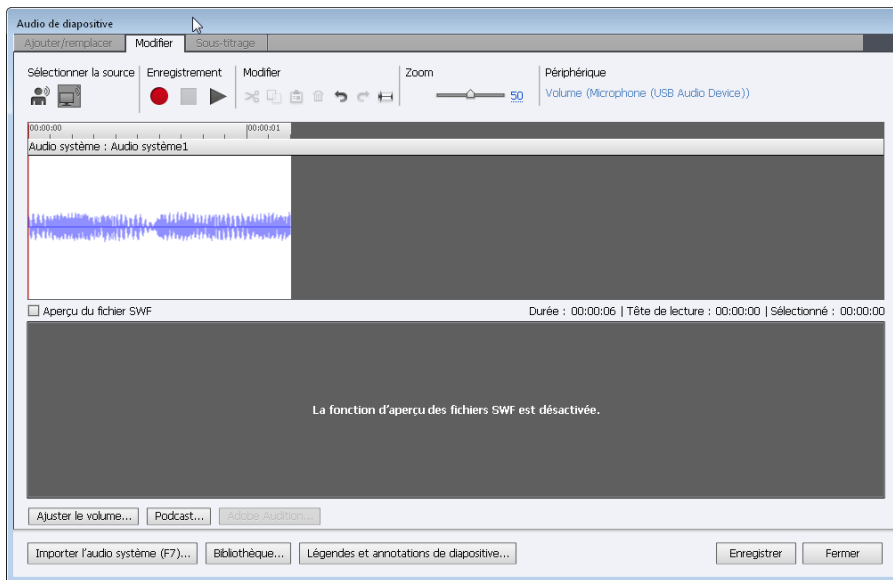 Audio de diapositive
Ajouter/remplacer Modifier Sous-titrage
Sélectionner la source Enregistrement Modifier Zoom Périphérique
50 Volume (Microphone (USB Audio Device))
00:00:00 00:00:01
Audio système : Audio système1
Aperçu du fichier SWF Durée : 00:00:06 | Tête de lecture : 00:00:00 | Sélectionné : 00:00:00
La fonction d'aperçu des fichiers SWF est désactivée.
Ajuster le volume... Podcast... Adobe Audition...
Importer l'audio système (F7)... Bibliothèque... Légendes et annotations de diapositive... Enregistrer Fermer